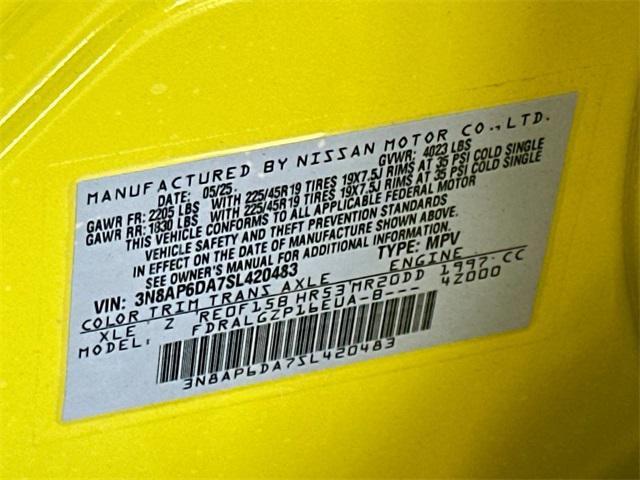 MANUFACTURED BY NISSAN MOTOR CO.,LTD.
DATE: 05/25 GVWR: 4023 LBS
GAWR FR: 2205 LBS WITH 225/45R19 TIRES 19X7.5J RIMS AT 35 PSI COLD SINGLE
GAWR RR: 1830 LBS WITH 225/45R19 TIRES 19X7.5J RIMS AT 35 PSI COLD SINGLE
THIS VEHICLE CONFORMS TO ALL APPLICABLE FEDERAL MOTOR
VEHICLE SAFETY AND THEFT PREVENTION STANDARDS
IN EFFECT ON THE DATE OF MANUFACTURE SHOWN ABOVE.
SEE OWNER'S MANUAL FOR ADDITIONAL INFORMATION.
VIN: 3N8AP6DA7SL420483 TYPE: MPV
COLOR TRIM TRANS AXLE ENGINE
XLE Z RE0F15B HR53 MR20DD 1997 CC
MODEL: FDRALGZP16EUA-B--- 4Z000
3N8AP6DA7SL420483